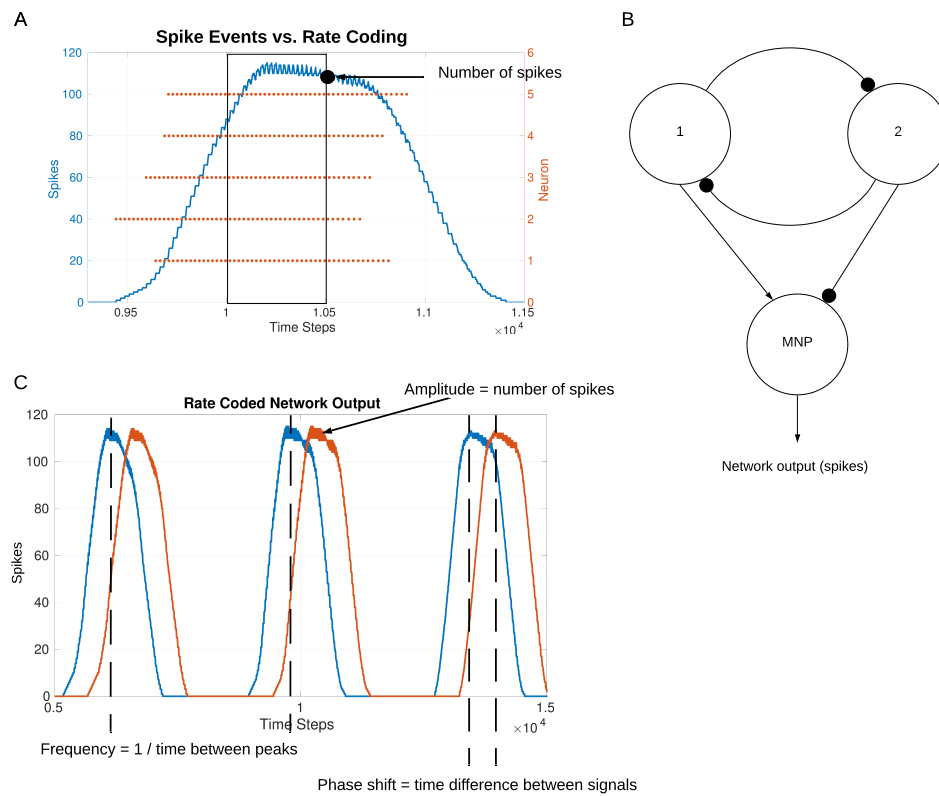 A
Spike Events vs. Rate Coding
120
100
80
60
40
20
0
Spikes
6
5
4
3
2
1
0
Neuron
Number of spikes
0.95
1
1.05
1.1
1.15
Time Steps
×10^4
B
1
2
MNP
Network output (spikes)
C
Rate Coded Network Output
Amplitude = number of spikes
120
100
80
60
40
20
0
Spikes
0.5
1
1.5
Time Steps
×10^4
Frequency = 1 / time between peaks
Phase shift = time difference between signals